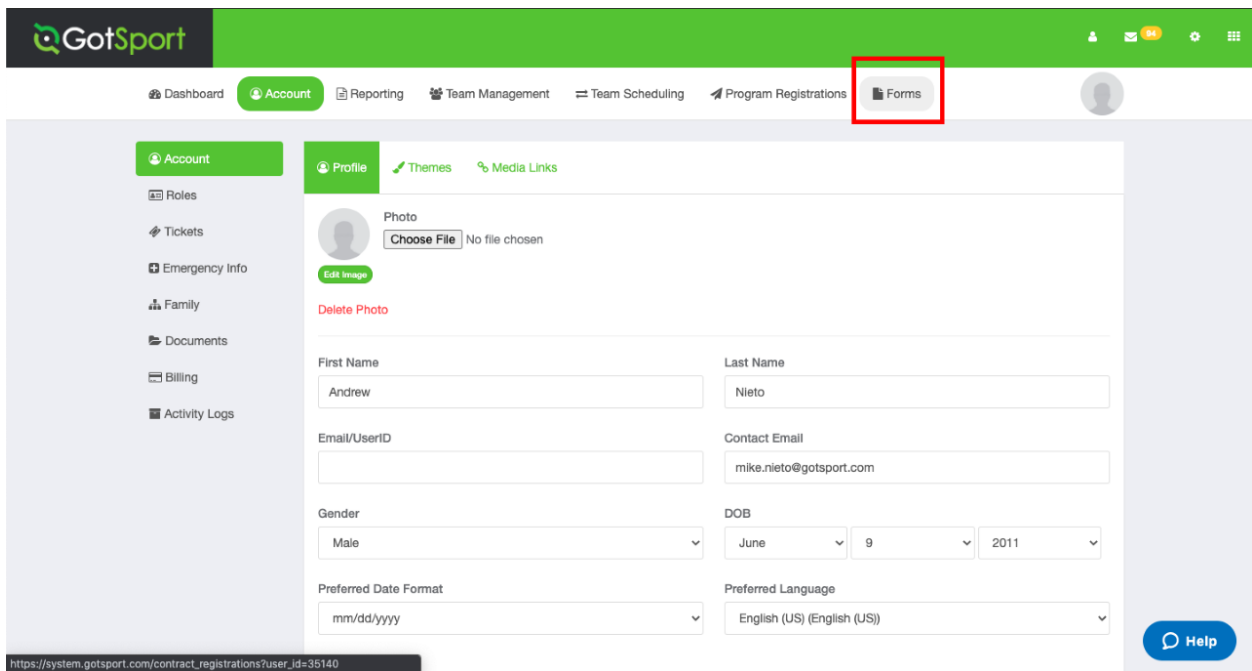 GotSport
84
Dashboard Account Reporting Team Management Team Scheduling Program Registrations Forms
Account
Roles
Tickets
Emergency Info
Family
Documents
Billing
Activity Logs
Profile Themes Media Links
Photo
Choose File No file chosen
Edit Image
Delete Photo
First Name Last Name
Andrew Nieto
Email/UserID Contact Email
mike.nieto@gotsport.com
Gender DOB
Male June 9 2011
Preferred Date Format Preferred Language
mm/dd/yyyy English (US) (English (US))
Help
https://system.gotsport.com/contract_registrations?user_id=35140